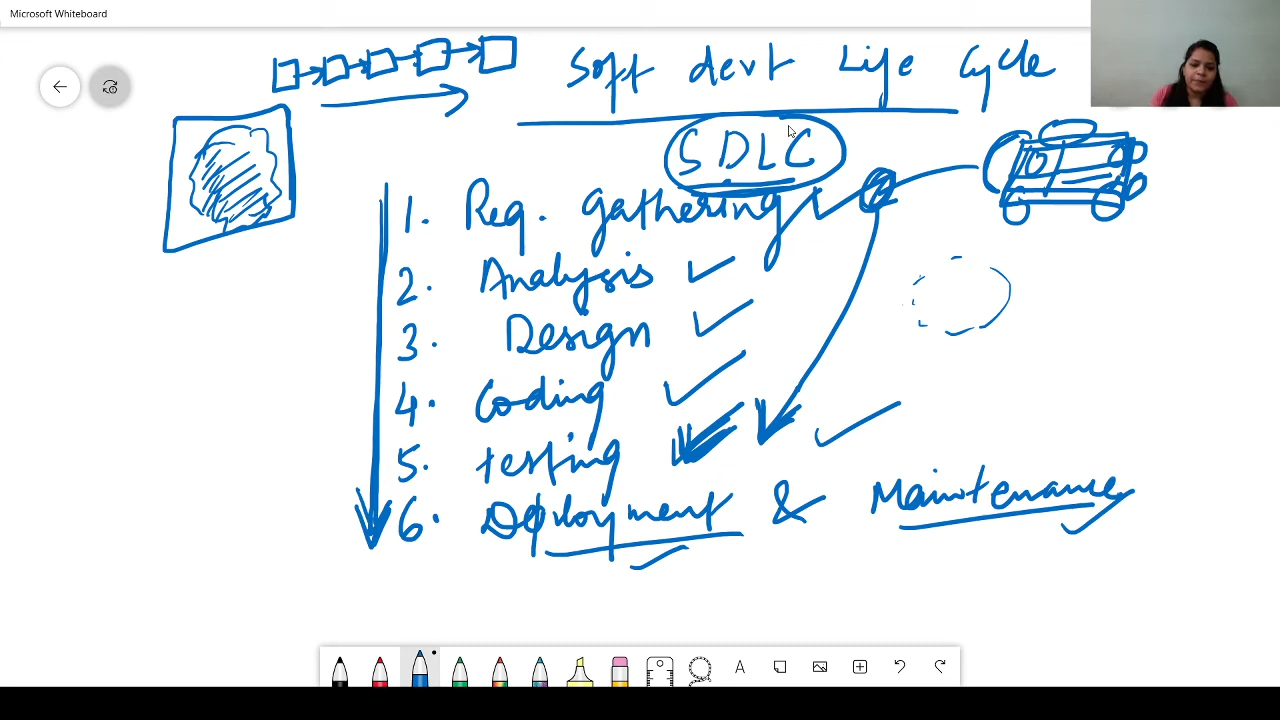 Microsoft Whiteboard
Soft devt Life Cycle
SDLC
1. Req. gathering
2. Analysis
3. Design
4. Coding
5. testing
6. Deployment & Maintenance
A